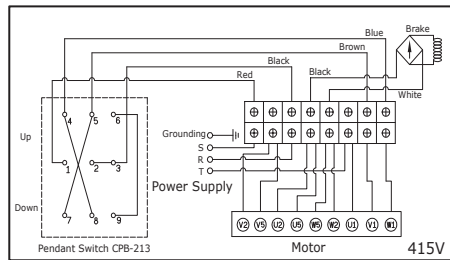 Blue
Brake
Brown
Black
Red
Black
White
4 5 6
Up
Grounding
S
1 2 3
R
T
Power Supply
Down
7 8 9
V2 V5 U2 U5 W5 W2 U1 V1 W1
Pendant Switch CPB-213
Motor
415V